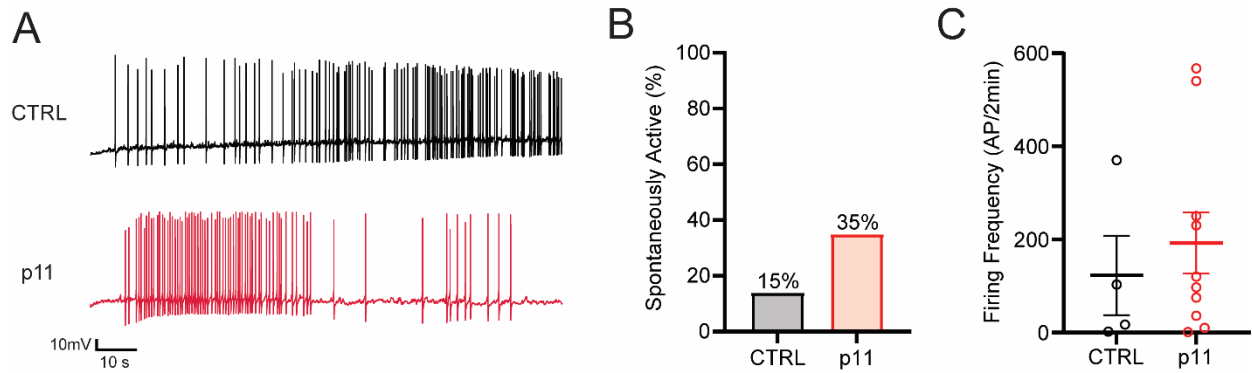 A
CTRL
p11
10mV
10 s
B
Spontaneously Active (%)
100
80
60
40
20
0
15%
35%
CTRL
p11
C
Firing Frequency (AP/2min)
600
400
200
0
CTRL
p11